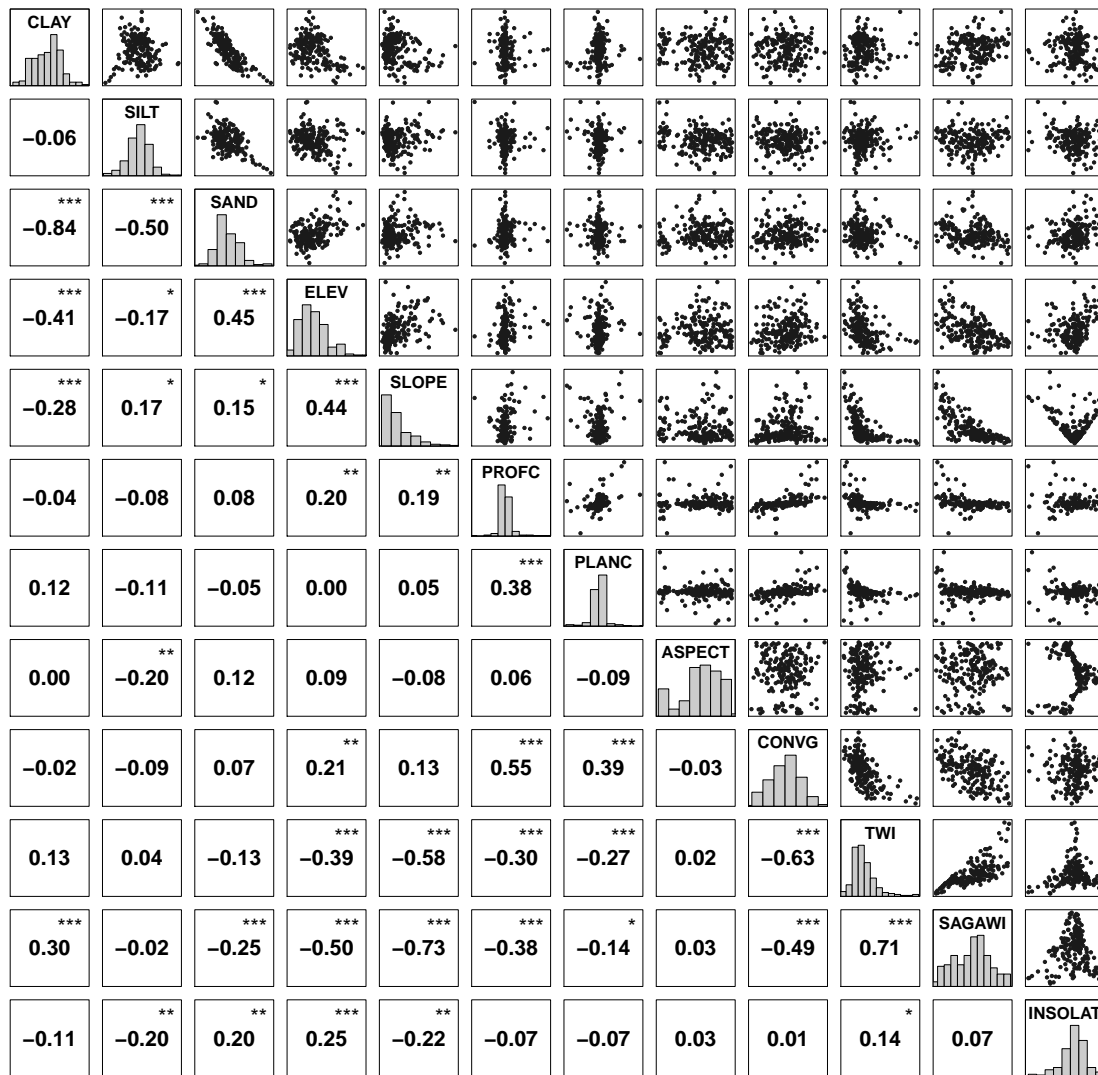 CLAY
SILT
−0.06
*** ***
SAND
−0.84 −0.50
*** * ***
ELEV
−0.41 −0.17 0.45
*** * * ***
SLOPE
−0.28 0.17 0.15 0.44
** **
PROFC
−0.04 −0.08 0.08 0.20 0.19
***
PLANC
0.12 −0.11 −0.05 0.00 0.05 0.38
**
ASPECT
0.00 −0.20 0.12 0.09 −0.08 0.06 −0.09
** *** ***
CONVG
−0.02 −0.09 0.07 0.21 0.13 0.55 0.39 −0.03
*** *** *** *** ***
TWI
0.13 0.04 −0.13 −0.39 −0.58 −0.30 −0.27 0.02 −0.63
*** *** *** *** *** * *** ***
SAGAWI
0.30 −0.02 −0.25 −0.50 −0.73 −0.38 −0.14 0.03 −0.49 0.71
** ** *** ** *
INSOLAT
−0.11 −0.20 0.20 0.25 −0.22 −0.07 −0.07 0.03 0.01 0.14 0.07